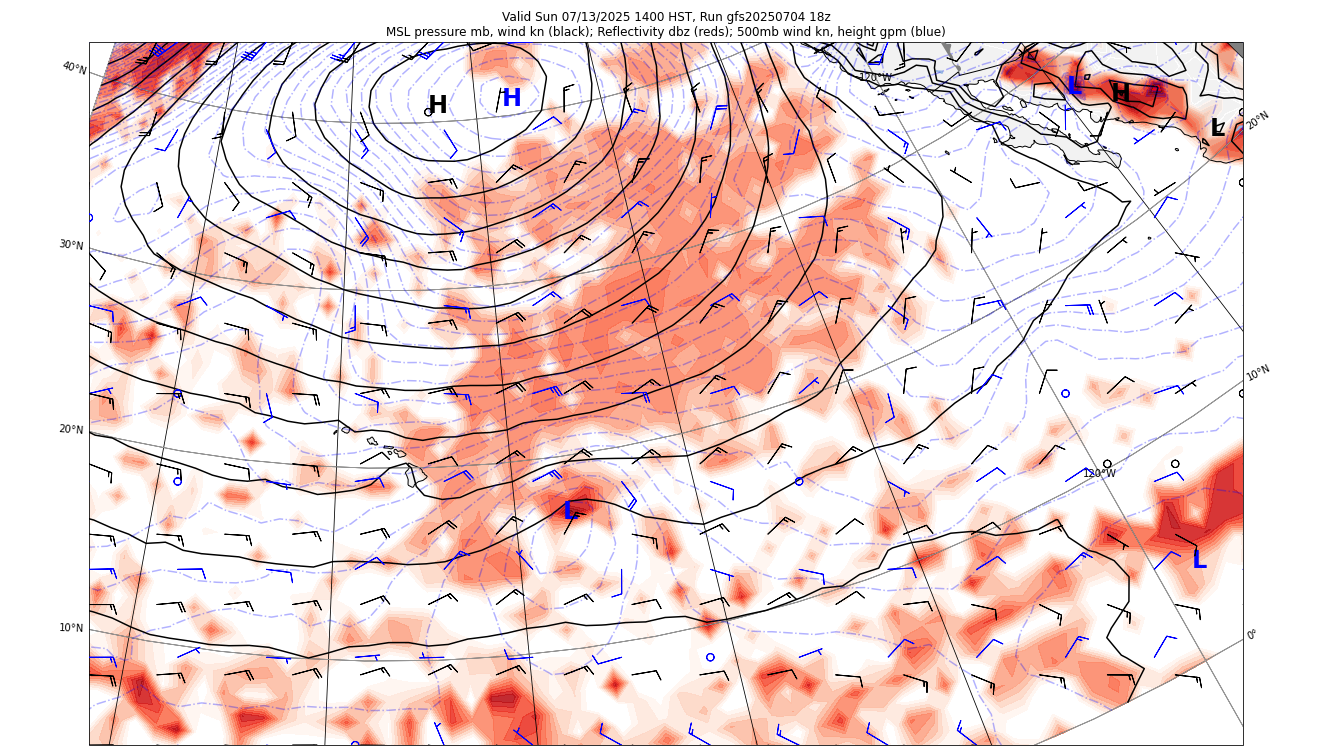 Valid Sun 07/13/2025 1400 HST, Run gfs20250704 18z
MSL pressure mb, wind kn (black); Reflectivity dbz (reds); 500mb wind kn, height gpm (blue)
40°N
120°W
L
H
H
H
L
20°N
30°N
10°N
20°N
120°W
L
L
10°N
0°